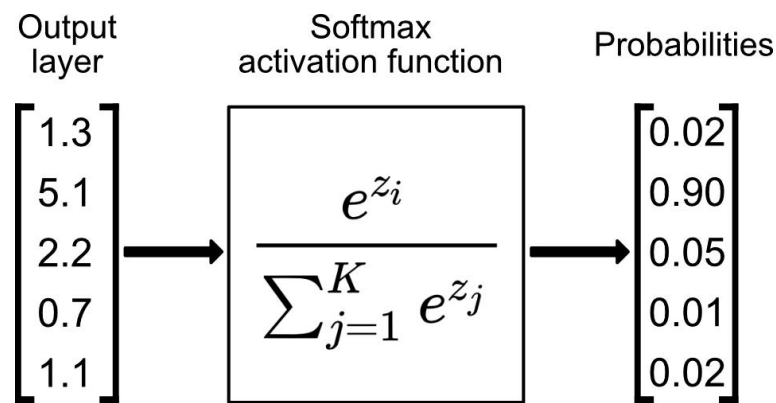 Output
layer
Softmax
activation function
Probabilities
1.3
5.1
2.2
0.7
1.1
e^{z_i}
\sum_{j=1}^{K} e^{z_j}
0.02
0.90
0.05
0.01
0.02